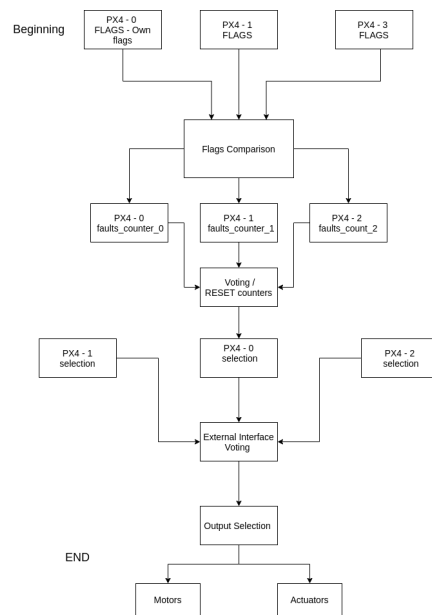 Beginning
PX4 - 0
FLAGS - Own
flags
PX4 - 1
FLAGS
PX4 - 3
FLAGS
Flags Comparison
PX4 - 0
faults_counter_0
PX4 - 1
faults_counter_1
PX4 - 2
faults_count_2
Voting /
RESET counters
PX4 - 1
selection
PX4 - 0
selection
PX4 - 2
selection
External Interface
Voting
Output Selection
END
Motors
Actuators